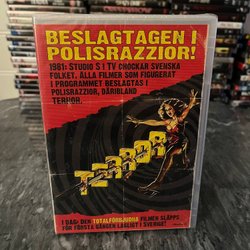 BESLAGTAGEN I
POLISRAZZIOR!
1981: STUDIO S I TV CHOCKAR SVENSKA
FOLKET. ALLA FILMER SOM FIGURERAT
I PROGRAMMET BESLAGTAS I
POLISRAZZIOR, DÄRIBLAND
TERROR.
TERROR
I DAG: DEN TOTALFÖRBJUDNA FILMEN SLÄPPS
FÖR FÖRSTA GÅNGEN LAGLIGT I SVERIGE!